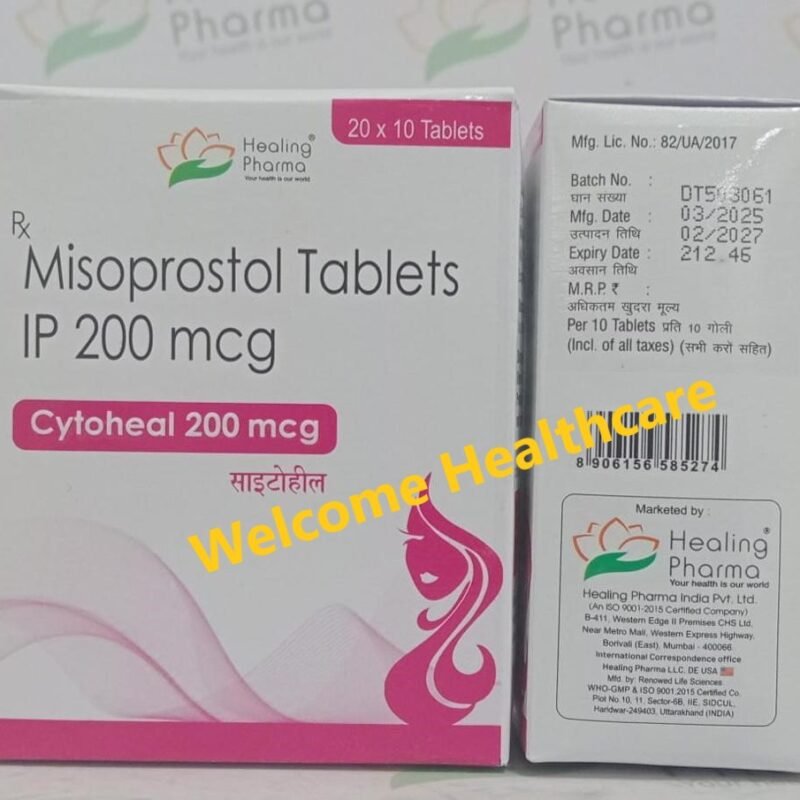 Pharma
Your health is our world
Pharma
20 x 10 Tablets
Healing®
Pharma
Your health is our world
Rx
Misoprostol Tablets
IP 200 mcg
Cytoheal 200 mcg
साइटोहील
Welcome Healthcare
Mfg. Lic. No.: 82/UA/2017
Batch No. :
घान संख्या
Mfg. Date :
03/2025
उत्पादन तिथि
02/2027
Expiry Date :
212.45
अवसान तिथि
M.R.P. ₹ :
अधिकतम खुदरा मूल्य
Per 10 Tablets प्रति 10 गोली
(Incl. of all taxes) (सभी करों सहित)
8 906156 585274
Marketed by :
Healing®
Pharma
Your health is our world
Healing Pharma India Pvt. Ltd.
(An ISO 9001-2015 Certified Company)
B-411, Western Edge II Premises CHS Ltd,
Near Metro Mall, Western Express Highway,
Borivali (East), Mumbai - 400066
International Correspondence office
Healing Pharma LLC. DE USA
Mfd. by: Renowed Life Sciences
WHO-GMP & ISO 9001:2015 Certified Co.
Plot No. 10, 11, Sector-6B, IIE, SIDCUL,
Haridwar-249403, Uttarakhand (INDIA)